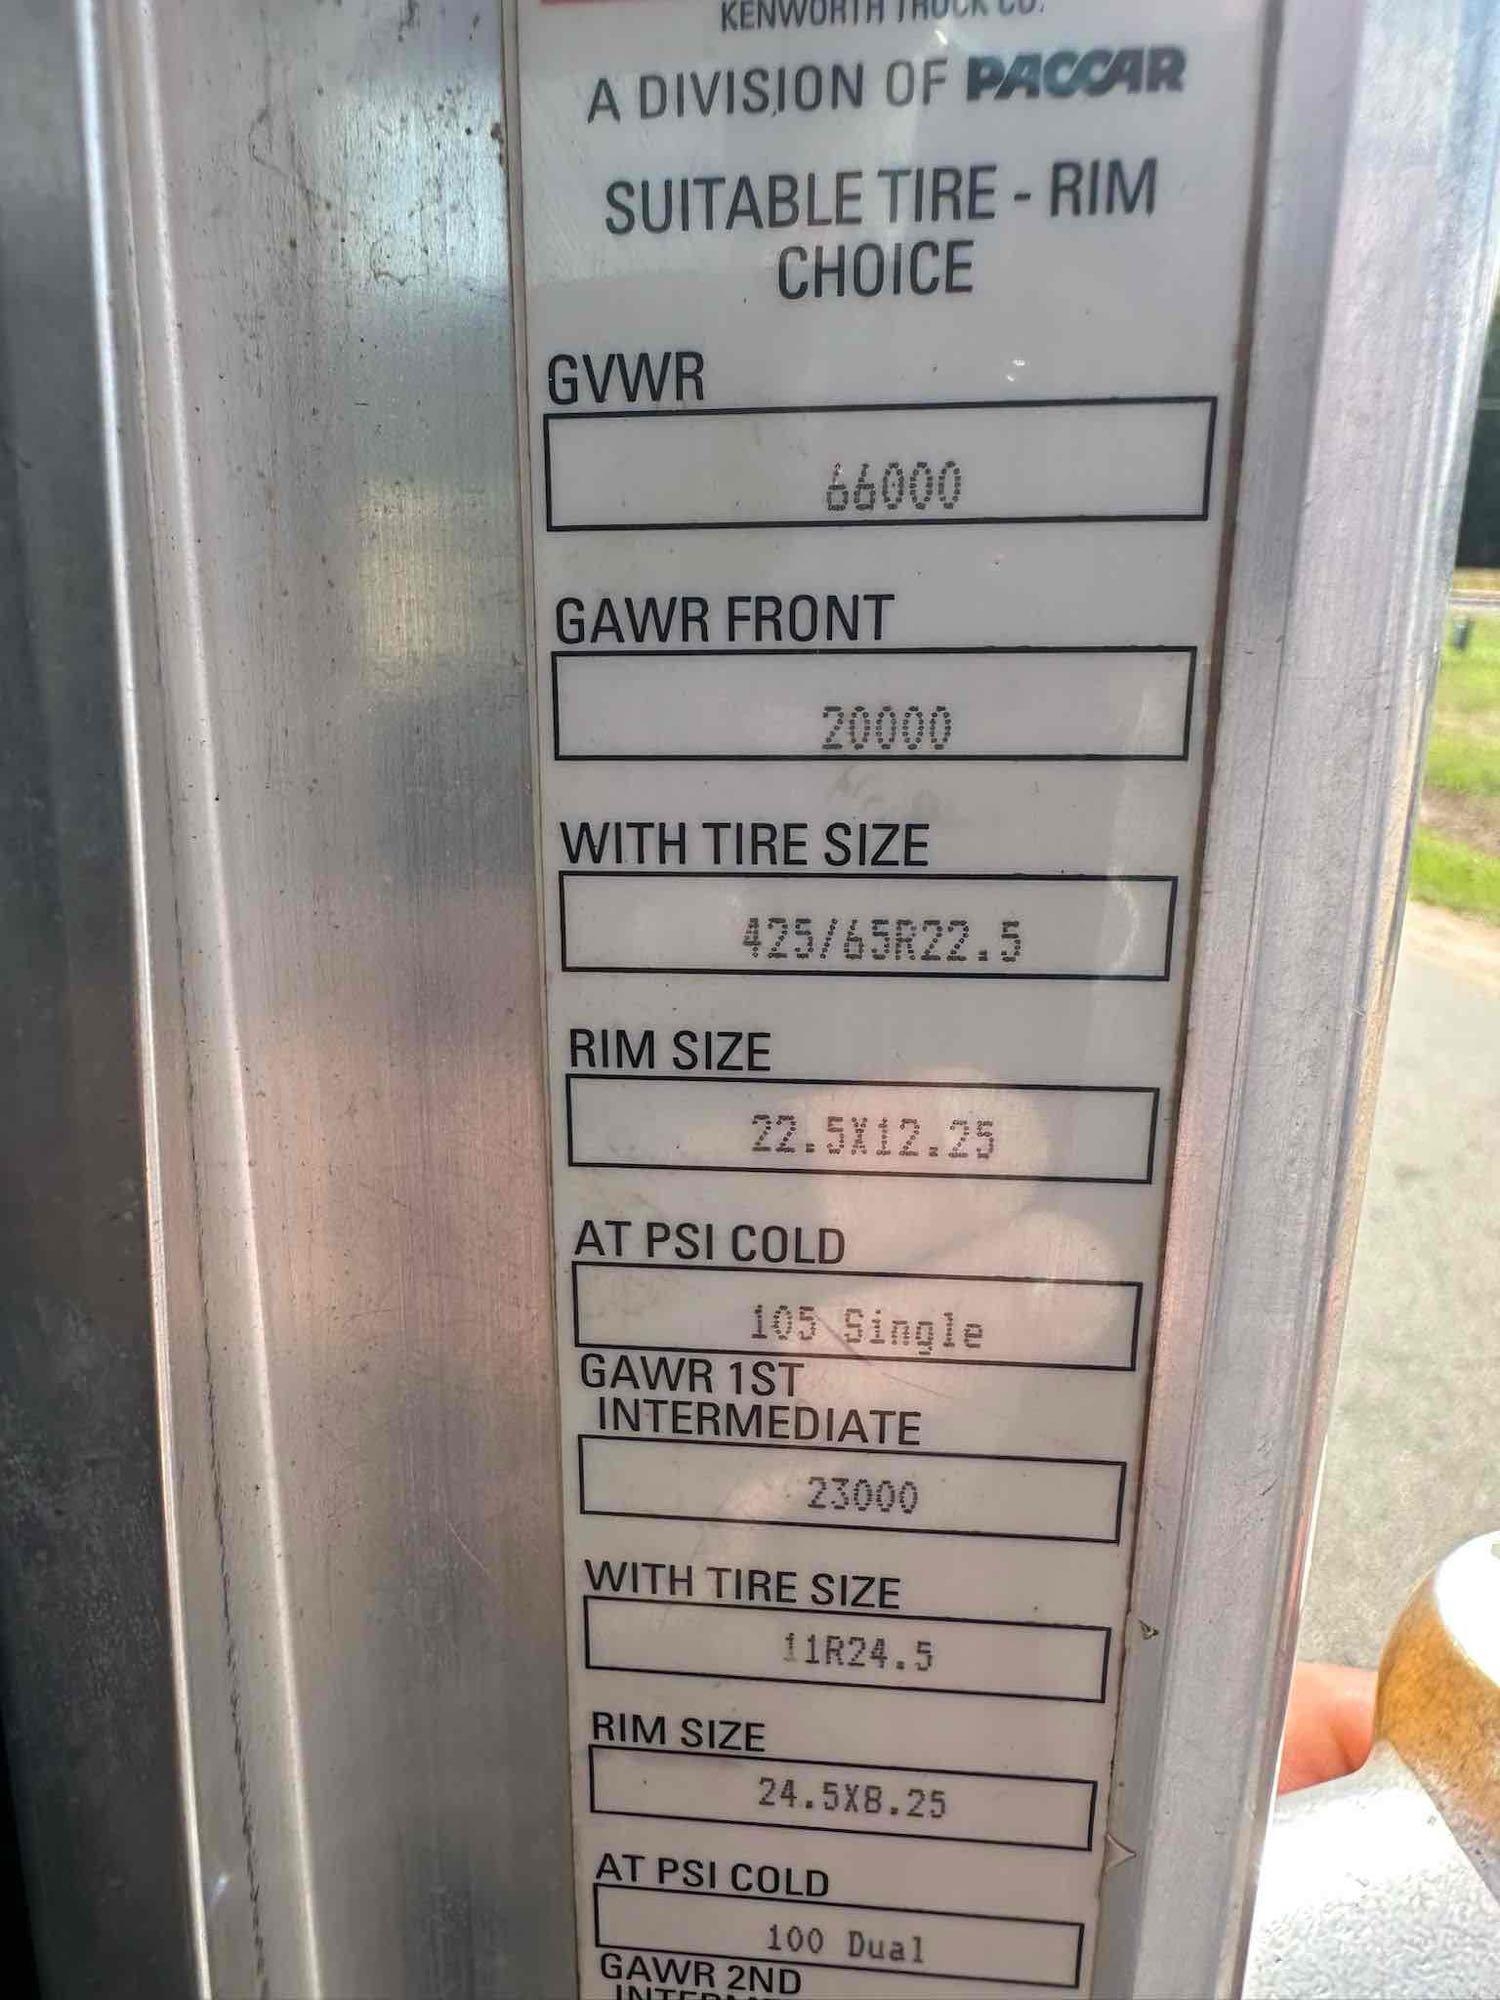 KENWORTH TRUCK CO.
A DIVISION OF PACCAR
SUITABLE TIRE - RIM
CHOICE
GVWR
66000
GAWR FRONT
20000
WITH TIRE SIZE
425/65R22.5
RIM SIZE
22.5X12.25
AT PSI COLD
105 Single
GAWR 1ST
INTERMEDIATE
23000
WITH TIRE SIZE
11R24.5
RIM SIZE
24.5X8.25
AT PSI COLD
100 Dual
GAWR 2ND